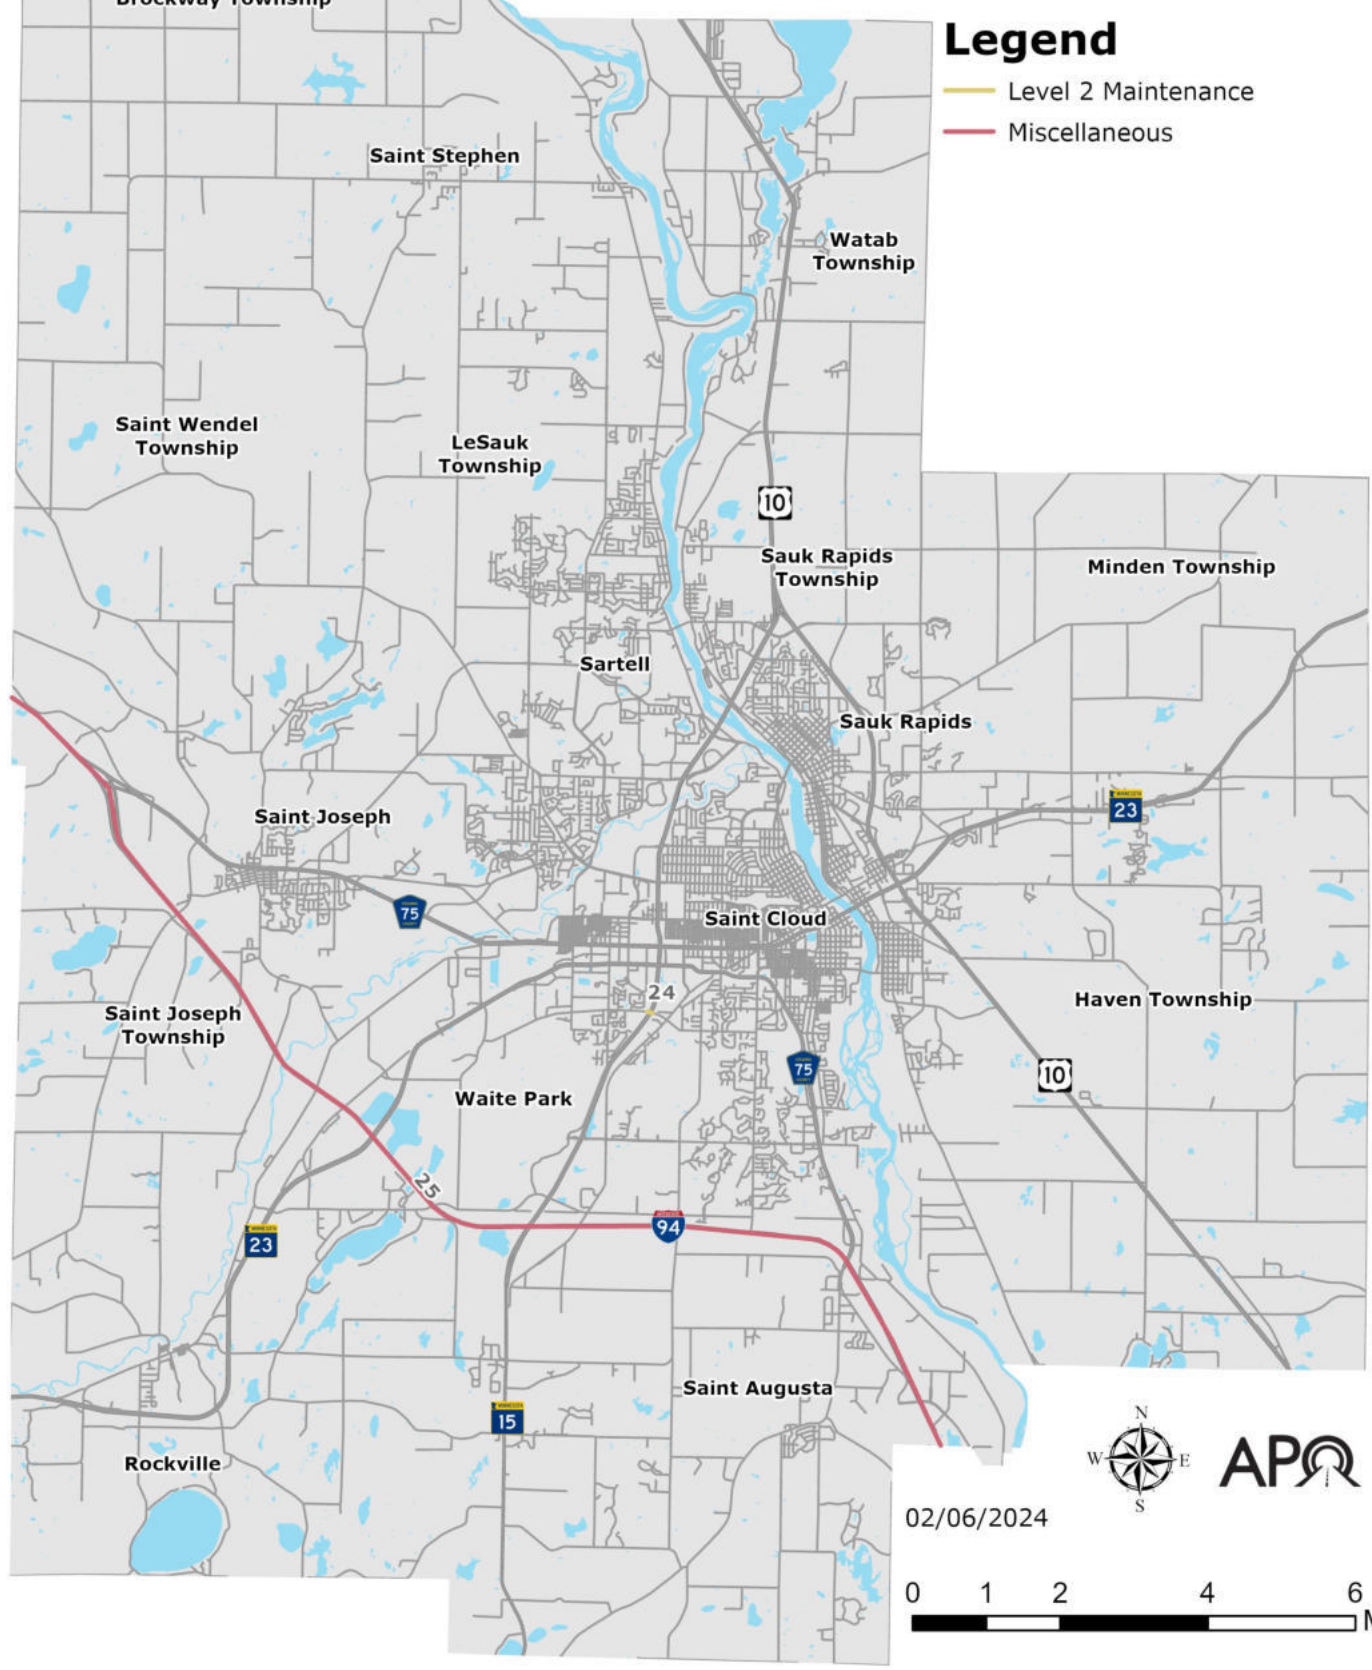 Brockway Township
Legend
Level 2 Maintenance
Miscellaneous
Saint Stephen
Watab
Township
Saint Wendel
Township
LeSauk
Township
10
Sauk Rapids
Township
Minden Township
Sartell
Sauk Rapids
23
Saint Joseph
75
Saint Cloud
24
Haven Township
Saint Joseph
Township
75
10
Waite Park
25
94
23
Saint Augusta
15
N
W
E
S
APO
Rockville
02/06/2024
0 1 2 4 6
M